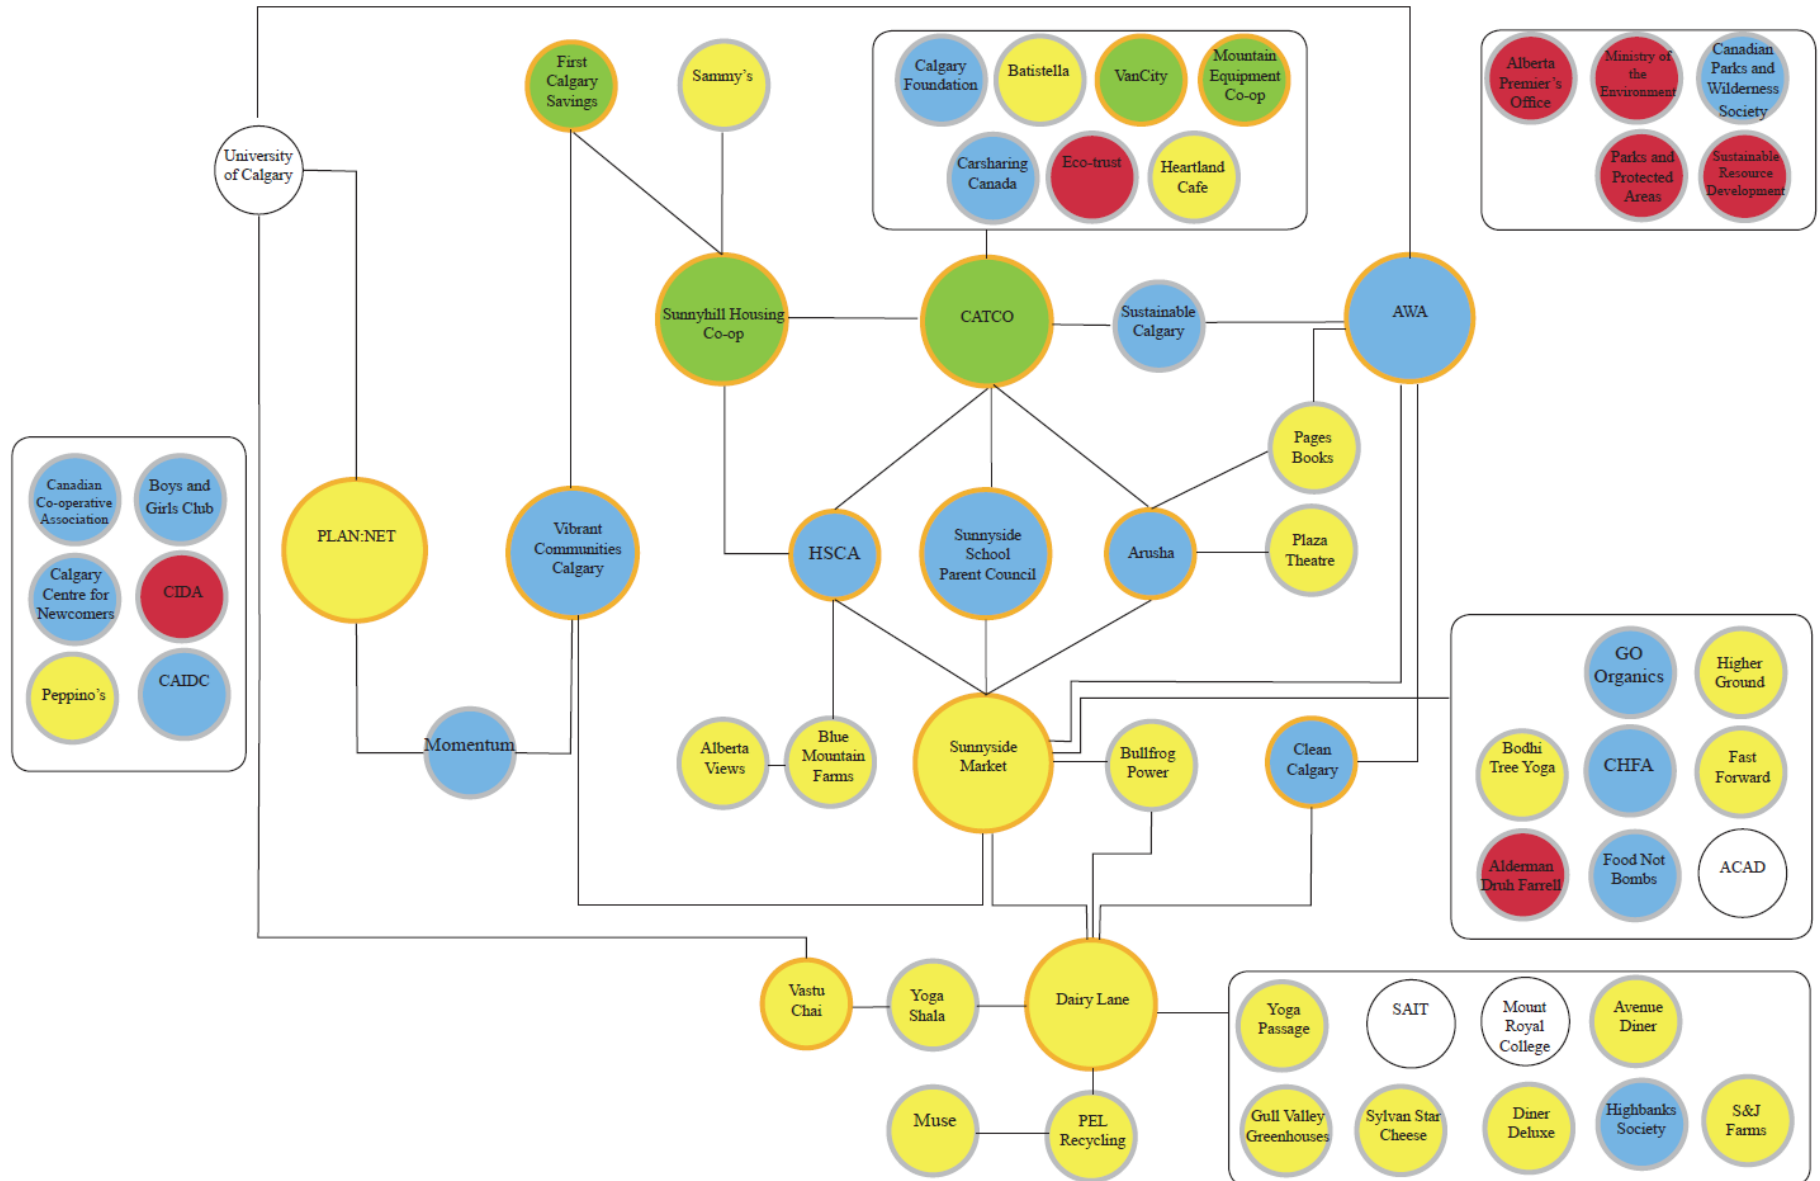 First
Calgary
Savings
Sammy's
Calgary
Foundation
Batistella
VanCity
Mountain
Equipment
Co-op
Carsharing
Canada
Eco-trust
Heartland
Cafe
Alberta
Premier's
Office
Ministry of
the
Environment
Canadian
Parks and
Wilderness
Society
Parks and
Protected
Areas
Sustainable
Resource
Development
University
of Calgary
Sunnyhill Housing
Co-op
CATCO
Sustainable
Calgary
AWA
Pages
Books
Canadian
Co-operative
Association
Boys and
Girls Club
Calgary
Centre for
Newcomers
CIDA
Peppino's
CAIDC
PLAN:NET
Vibrant
Communities
Calgary
HSCA
Sunnyside
School
Parent Council
Arusha
Plaza
Theatre
Momentum
Alberta
Views
Blue
Mountain
Farms
Sunnyside
Market
Bullfrog
Power
Clean
Calgary
GO
Organics
Higher
Ground
Bodhi
Tree Yoga
CHFA
Fast
Forward
Alderman
Druh Farrell
Food Not
Bombs
ACAD
Vastu
Chai
Yoga
Shala
Dairy Lane
Muse
PEL
Recycling
Yoga
Passage
SAIT
Mount
Royal
College
Avenue
Diner
Gull Valley
Greenhouses
Sylvan Star
Cheese
Diner
Deluxe
Highbanks
Society
S&J
Farms